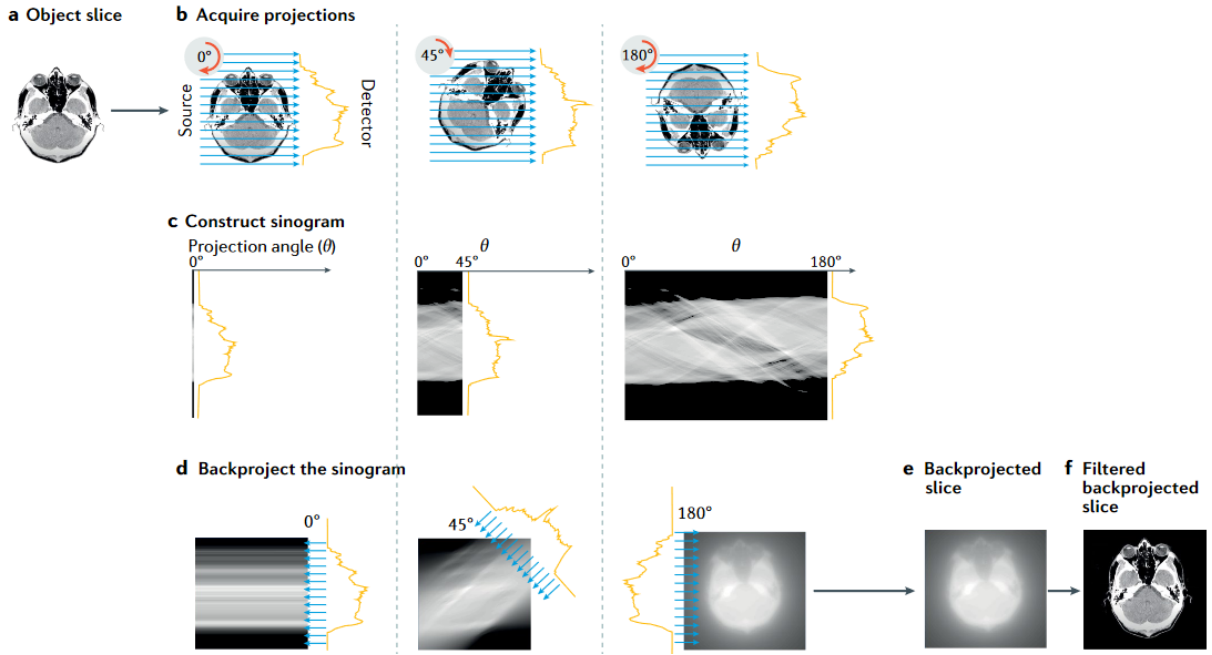 a Object slice
b Acquire projections
0°
45°
180°
Source
Detector
c Construct sinogram
Projection angle (θ)
0°
θ
0° 45°
θ
0° 180°
d Backproject the sinogram
0°
45°
180°
e Backprojected
slice
f Filtered
backprojected
slice